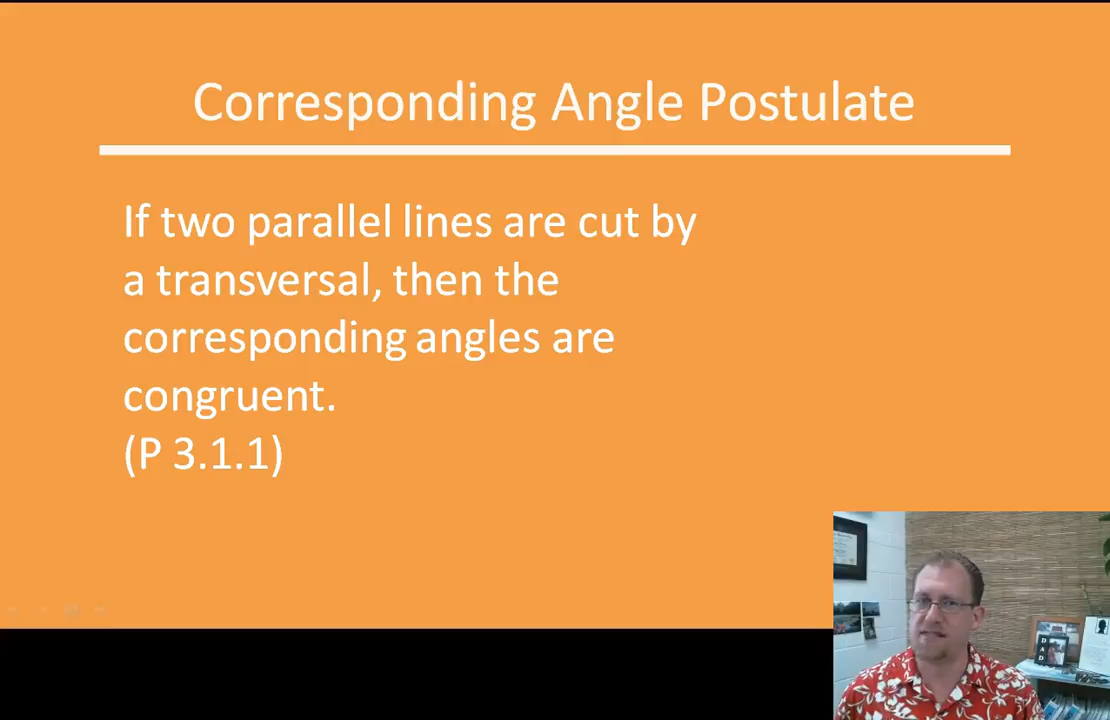 Corresponding Angle Postulate
If two parallel lines are cut by
a transversal, then the
corresponding angles are
congruent.
(P 3.1.1)
DAD